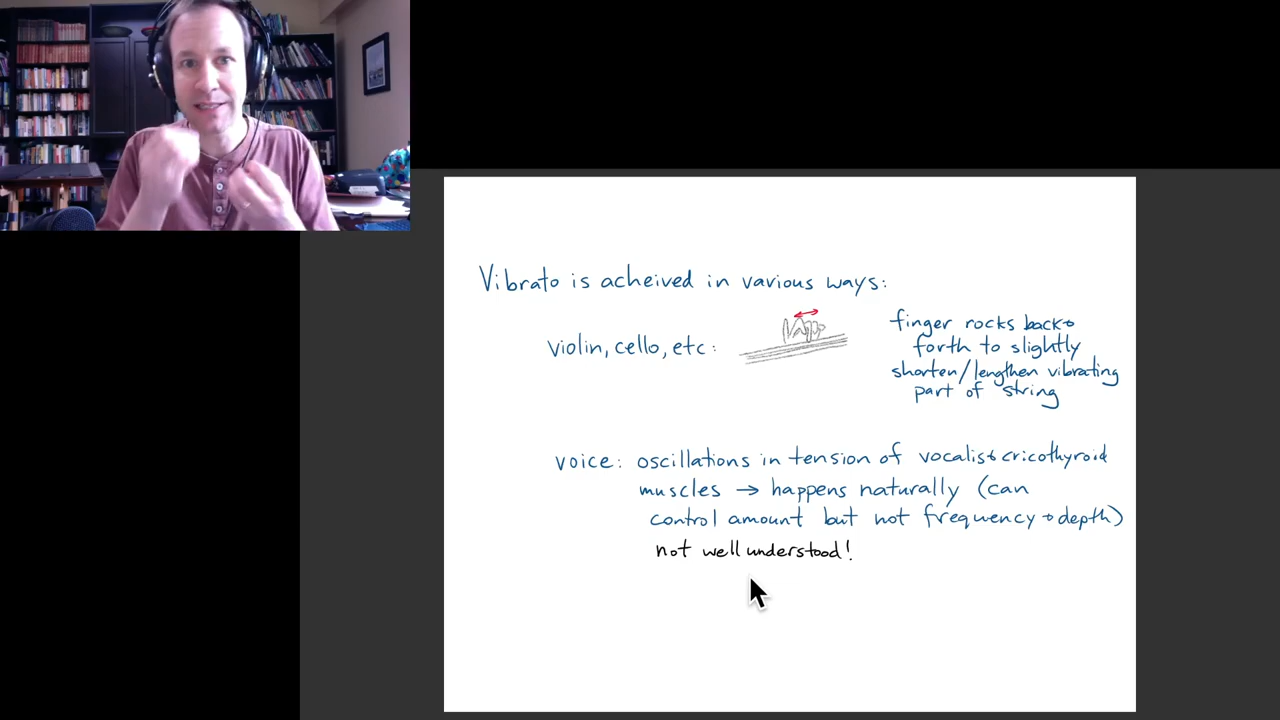 Vibrato is acheived in various ways:
violin, cello, etc:
finger rocks back +
forth to slightly
shorten/lengthen vibrating
part of string
voice: oscillations in tension of vocalis + cricothyroid
muscles → happens naturally (can
control amount but not frequency + depth)
not well understood!